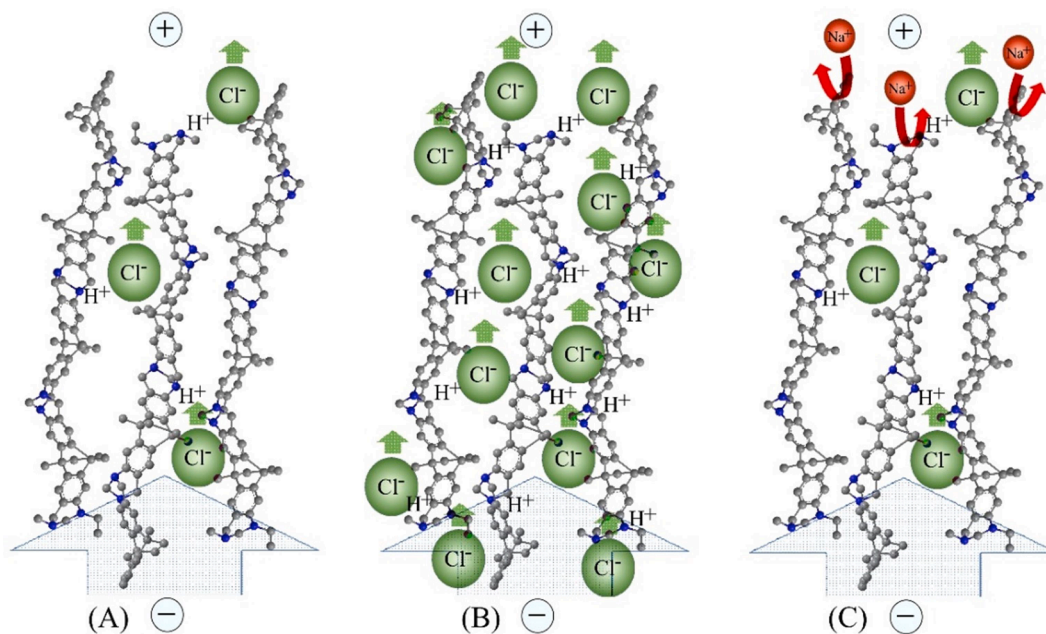 + + Na⁺ + Na⁺
Cl⁻ Cl⁻ Cl⁻ Na⁺ Cl⁻
H⁺ Cl⁻ H⁺ H⁺ H⁺
Cl⁻ H⁺ Cl⁻
Cl⁻ Cl⁻ Cl⁻ Cl⁻
H⁺ H⁺ H⁺ H⁺
H⁺
Cl⁻ Cl⁻
H⁺ H⁺ H⁺ H⁺ H⁺
Cl⁻ Cl⁻ Cl⁻
Cl⁻
H⁺ H⁺ H⁺
Cl⁻ Cl⁻
(A) − (B) − (C) −